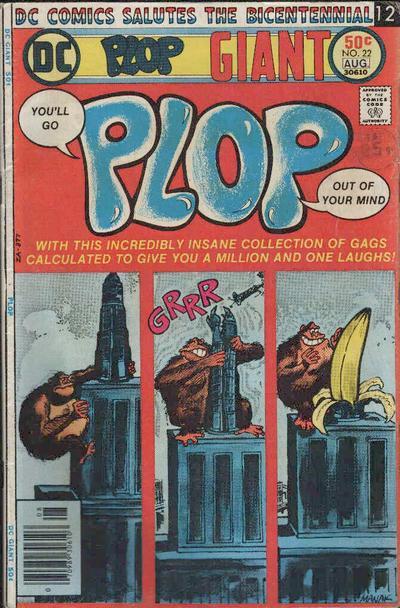 DC COMICS SALUTES THE BICENTENNIAL 12
DC PLOP GIANT
50¢
NO. 22
AUG.
30610
APPROVED
BY THE
COMICS
CODE
AUTHORITY
YOU'LL
GO
PLOP
OUT OF
YOUR MIND
WITH THIS INCREDIBLY INSANE COLLECTION OF GAGS
CALCULATED TO GIVE YOU A MILLION AND ONE LAUGHS!
GRRR
MANAK
DC GIANT 50¢
PLOP
DC GIANT 50¢
08